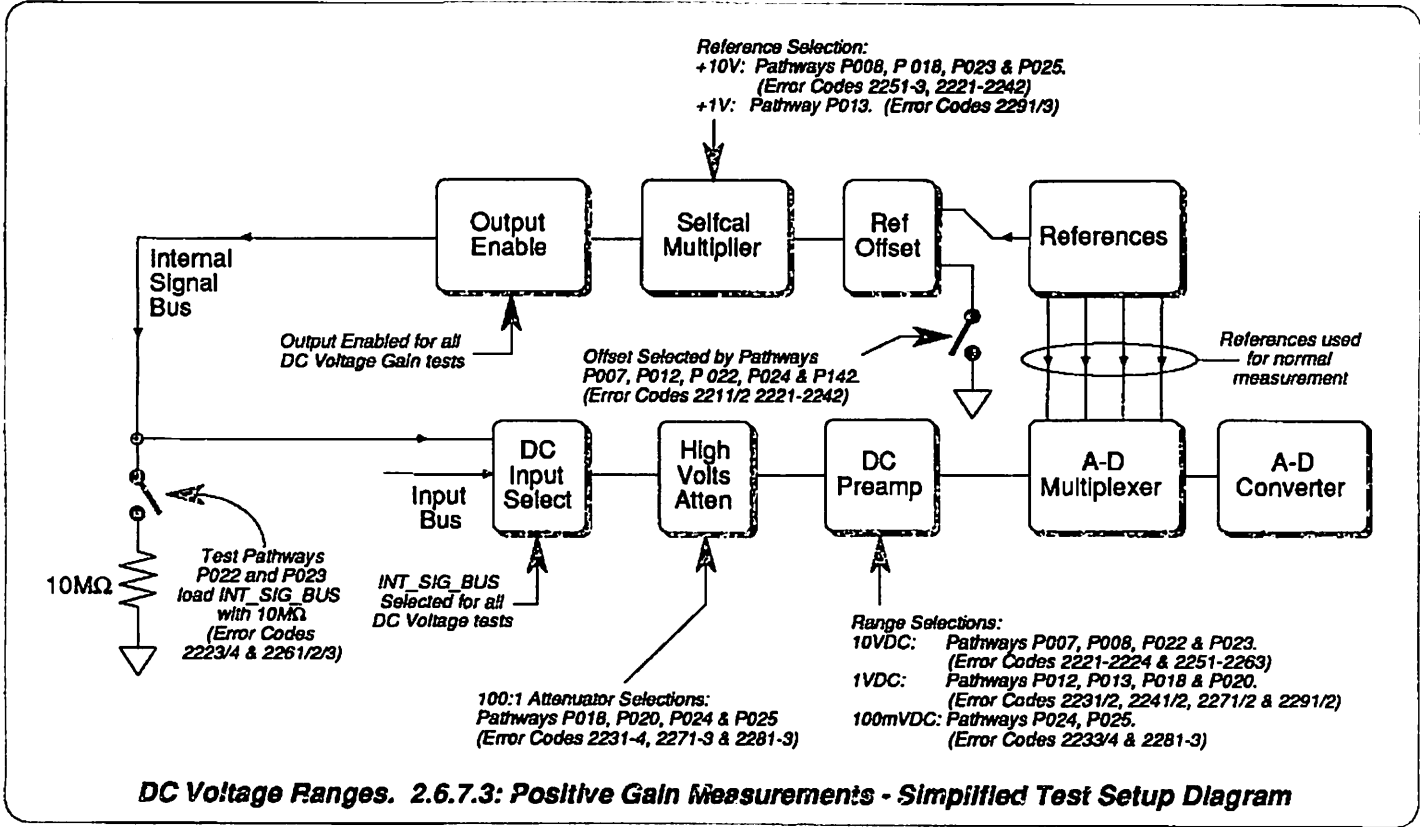 Reference Selection:
+10V: Pathways P008, P 018, P023 & P025.
(Error Codes 2251-3, 2221-2242)
+1V: Pathway P013. (Error Codes 2291/3)
Output
Enable
Selfcal
Multiplier
Ref
Offset
References
Internal
Signal
Bus
Output Enabled for all
DC Voltage Gain tests
Offset Selected by Pathways
P007, P012, P 022, P024 & P142.
(Error Codes 2211/2 2221-2242)
References used
for normal
measurement
DC
Input
Select
High
Volts
Atten
DC
Preamp
A-D
Multiplexer
A-D
Converter
Input
Bus
10MΩ
Test Pathways
P022 and P023
load INT_SIG_BUS
with 10MΩ
(Error Codes
2223/4 & 2261/2/3)
INT_SIG_BUS
Selected for all
DC Voltage tests
100:1 Attenuator Selections:
Pathways P018, P020, P024 & P025
(Error Codes 2231-4, 2271-3 & 2281-3)
Range Selections:
10VDC: Pathways P007, P008, P022 & P023.
(Error Codes 2221-2224 & 2251-2263)
1VDC: Pathways P012, P013, P018 & P020.
(Error Codes 2231/2, 2241/2, 2271/2 & 2291/2)
100mVDC: Pathways P024, P025.
(Error Codes 2233/4 & 2281-3)
DC Voltage Ranges. 2.6.7.3: Positive Gain Measurements - Simplified Test Setup Diagram